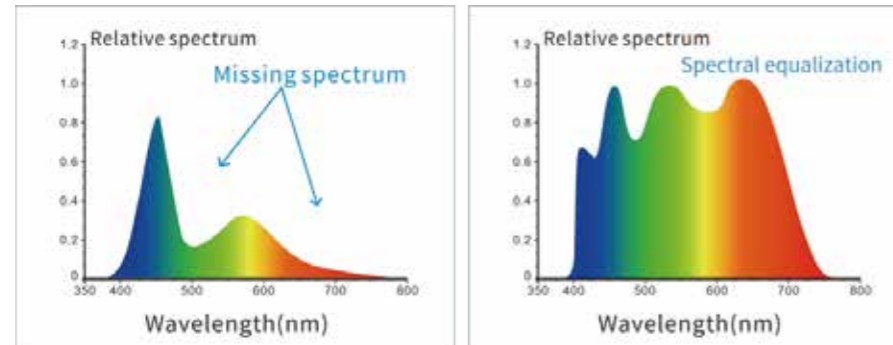 Relative spectrum
Missing spectrum
1.2
1.0
0.8
0.6
0.4
0.2
0
350 400 500 600 700 800
Wavelength(nm)
Relative spectrum
Spectral equalization
1.2
1.0
0.8
0.6
0.4
0.2
0
350 400 500 600 700 800
Wavelength(nm)